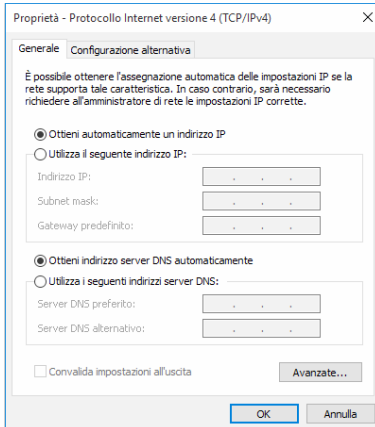 Proprietà - Protocollo Internet versione 4 (TCP/IPv4)
Generale Configurazione alternativa
È possibile ottenere l'assegnazione automatica delle impostazioni IP se la
rete supporta tale caratteristica. In caso contrario, sarà necessario
richiedere all'amministratore di rete le impostazioni IP corrette.
Ottieni automaticamente un indirizzo IP
Utilizza il seguente indirizzo IP:
Indirizzo IP:
Subnet mask:
Gateway predefinito:
Ottieni indirizzo server DNS automaticamente
Utilizza i seguenti indirizzi server DNS:
Server DNS preferito:
Server DNS alternativo:
Convalida impostazioni all'uscita
Avanzate...
OK Annulla